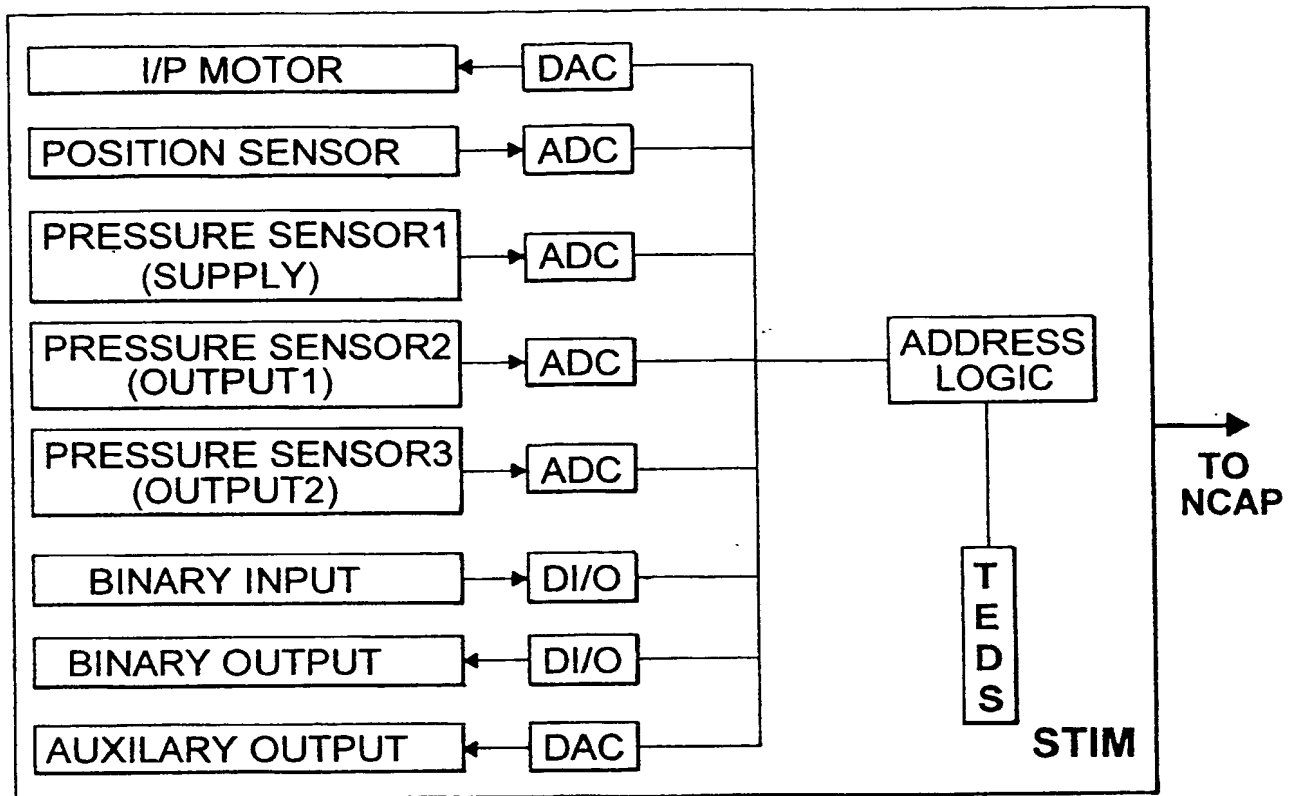 I/P MOTOR
DAC
POSITION SENSOR
ADC
PRESSURE SENSOR1
(SUPPLY)
ADC
PRESSURE SENSOR2
(OUTPUT1)
ADC
PRESSURE SENSOR3
(OUTPUT2)
ADC
BINARY INPUT
DI/O
BINARY OUTPUT
DI/O
AUXILARY OUTPUT
DAC
ADDRESS
LOGIC
TEDS
STIM
TO
NCAP